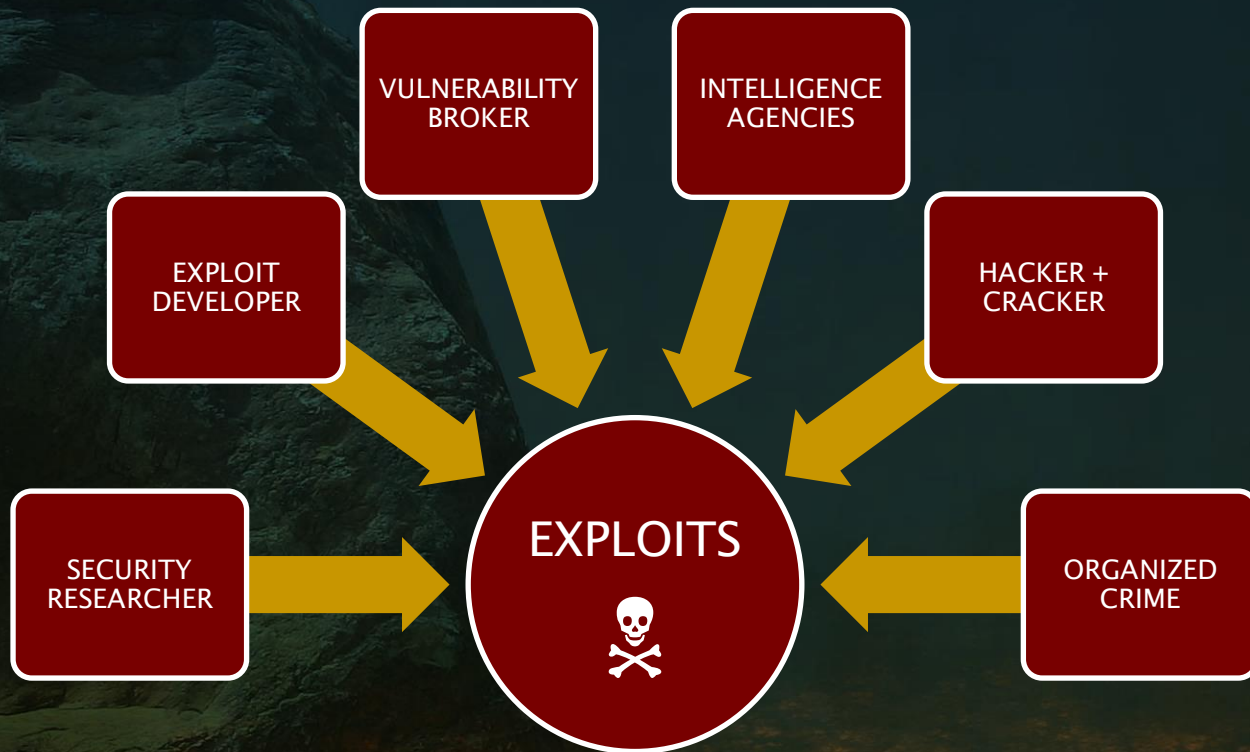 VULNERABILITY
BROKER
INTELLIGENCE
AGENCIES
EXPLOIT
DEVELOPER
HACKER +
CRACKER
SECURITY
RESEARCHER
EXPLOITS
ORGANIZED
CRIME